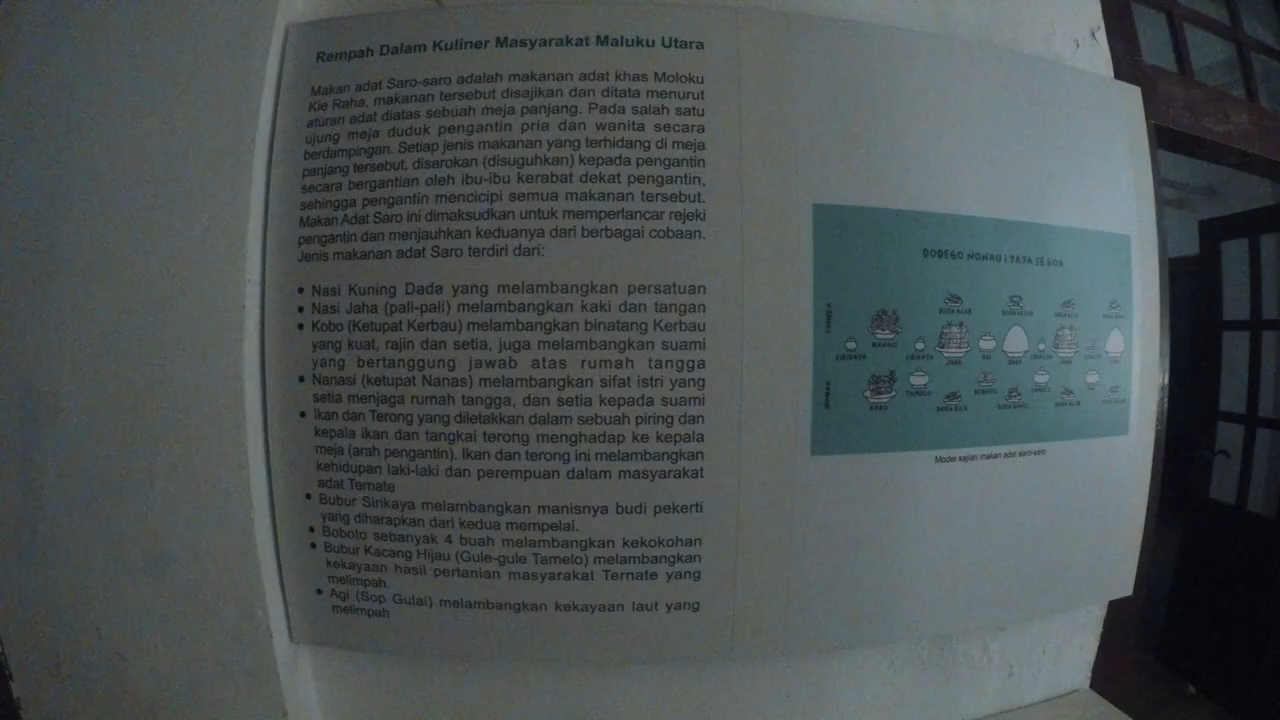 Rempah Dalam Kuliner Masyarakat Maluku Utara
Makan adat Saro-saro adalah makanan adat khas Moloku
Kie Raha, makanan tersebut disajikan dan ditata menurut
aturan adat diatas sebuah meja panjang. Pada salah satu
ujung meja duduk pengantin pria dan wanita secara
berdampingan. Setiap jenis makanan yang terhidang di meja
panjang tersebut, disarokan (disuguhkan) kepada pengantin
secara bergantian oleh ibu-ibu kerabat dekat pengantin,
sehingga pengantin mencicipi semua makanan tersebut.
Makan Adat Saro ini dimaksudkan untuk memperlancar rejeki
pengantin dan menjauhkan keduanya dari berbagai cobaan.
Jenis makanan adat Saro terdiri dari:
• Nasi Kuning Dada yang melambangkan persatuan
• Nasi Jaha (pali-pali) melambangkan kaki dan tangan
• Kobo (Ketupat Kerbau) melambangkan binatang Kerbau
yang kuat, rajin dan setia, juga melambangkan suami
yang bertanggung jawab atas rumah tangga
• Nanasi (ketupat Nanas) melambangkan sifat istri yang
setia menjaga rumah tangga, dan setia kepada suami
• Ikan dan Terong yang diletakkan dalam sebuah piring dan
kepala ikan dan tangkai terong menghadap ke kepala
meja (arah pengantin). Ikan dan terong ini melambangkan
kehidupan laki-laki dan perempuan dalam masyarakat
adat Ternate
• Bubur Sirikaya melambangkan manisnya budi pekerti
yang diharapkan dari kedua mempelai.
• Boboto sebanyak 4 buah melambangkan kekokohan
• Bubur Kacang Hijau (Gule-gule Tamelo) melambangkan
kekayaan hasil pertanian masyarakat Ternate yang
melimpah.
• Agi (Sop Gulai) melambangkan kekayaan laut yang
melimpah
DODEGO NONAU I YAYA SE GOA
NANASI
SIRIKAYA
JAHA
AGI
DADA
JAHA
KOBO
TAMELO
BOBOTO
TAMELO
Model sajian makan adat saro-saro